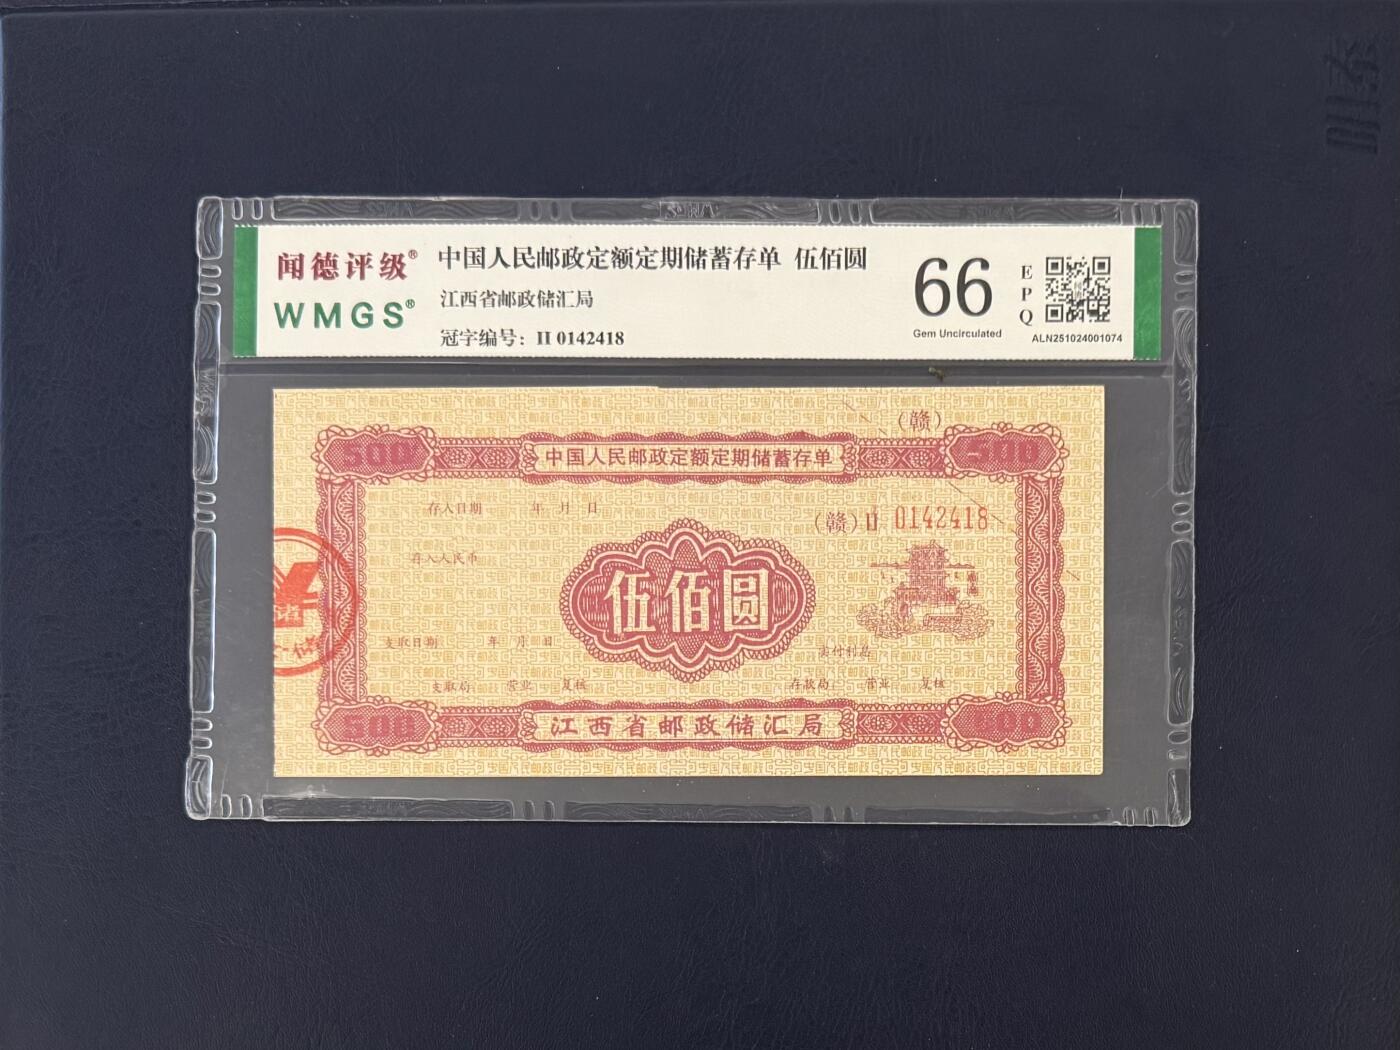 闻德评级®
WMGS®
中国人民邮政定额定期储蓄存单 伍佰圆
江西省邮政储汇局
冠字编号：II 0142418
66
EPQ
Gem Uncirculated
ALN251024001074
(赣)
500
中国人民邮政定额定期储蓄存单
500
存入日期 年 月 日
(赣) II 0142418
存入人民币
伍佰圆
支取日期 年 月 日
实付利息
支取局: 营业 复核
存款局: 营业 复核
500
江西省邮政储汇局
500